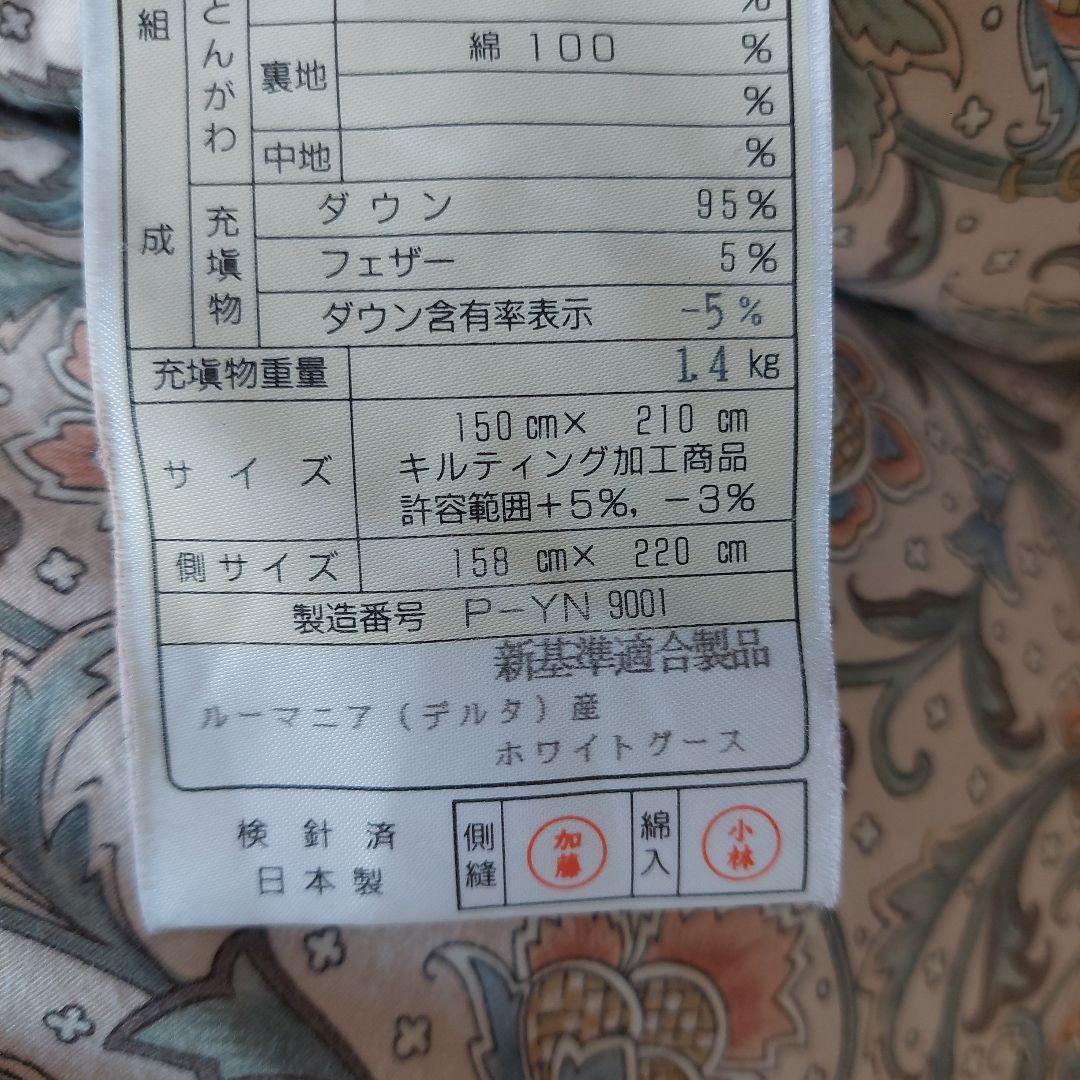 組成
とんがわ
%
裏地 綿 100 %
%
中地 %
充塡物
ダウン 95%
フェザー 5%
ダウン含有率表示 -5%
充塡物重量 1.4 kg
サイズ 150 cm× 210 cm
キルティング加工商品
許容範囲+5%, -3%
側サイズ 158 cm× 220 cm
製造番号 P-YN 9001
新基準適合製品
ルーマニア(デルタ)産
ホワイトグース
検針済
日本製
側縫 加藤 綿入 小林